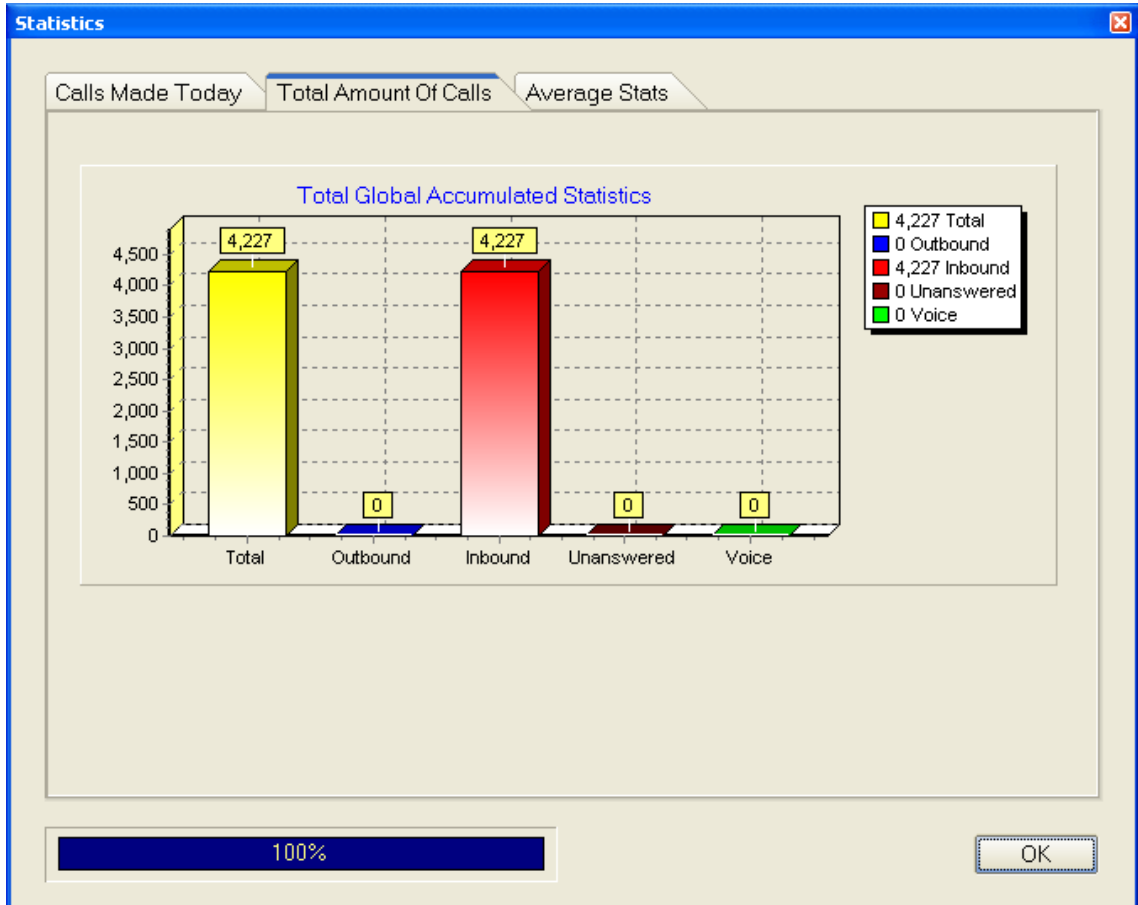 Statistics
Calls Made Today
Total Amount Of Calls
Average Stats
Total Global Accumulated Statistics
4,227 Total
0 Outbound
4,227 Inbound
0 Unanswered
0 Voice
4,227
4,227
0
0
0
4,500
4,000
3,500
3,000
2,500
2,000
1,500
1,000
500
0
Total
Outbound
Inbound
Unanswered
Voice
100%
OK